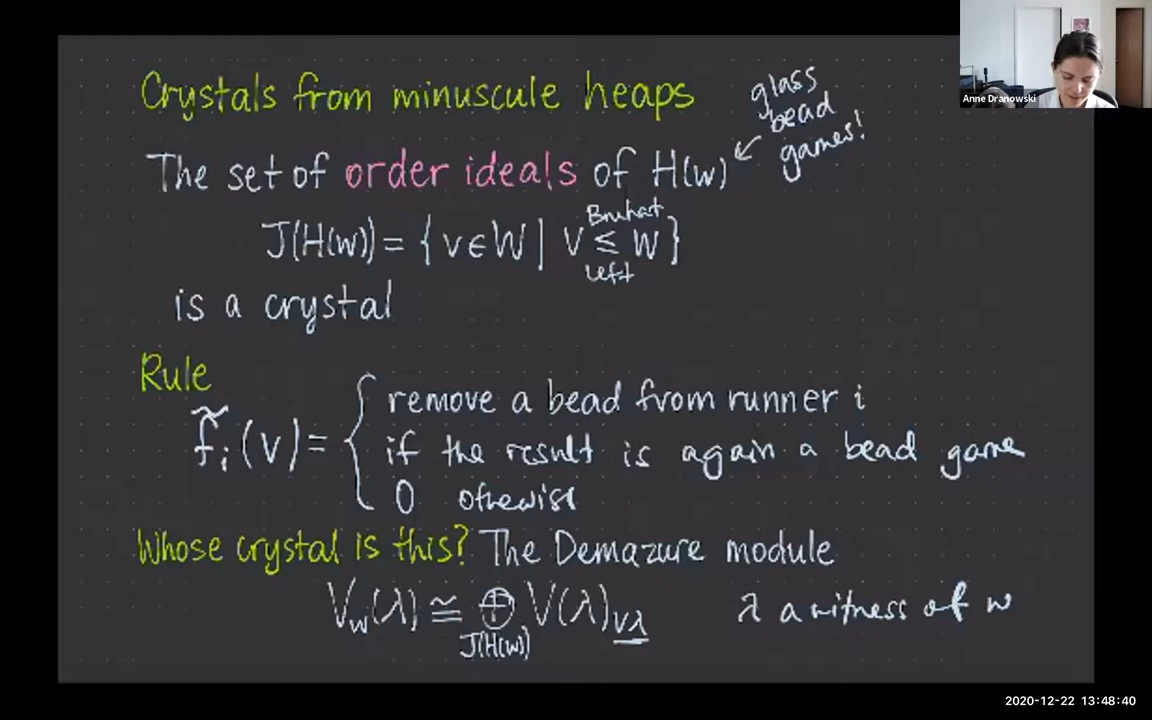 Crystals from minuscule heaps
glass
bead
games!
Anne Dranowski
The set of order ideals of H(w)
J(H(w)) = { v ∈ W | v ≤ w }
Bruhat
left
is a crystal
Rule
f̃ᵢ(v) = { remove a bead from runner i
if the result is again a bead game
0 otherwise
Whose crystal is this? The Demazure module
V_w(λ) ≅ ⊕ V(λ)_vλ λ a witness of w
J(H(w))
2020-12-22 13:48:40